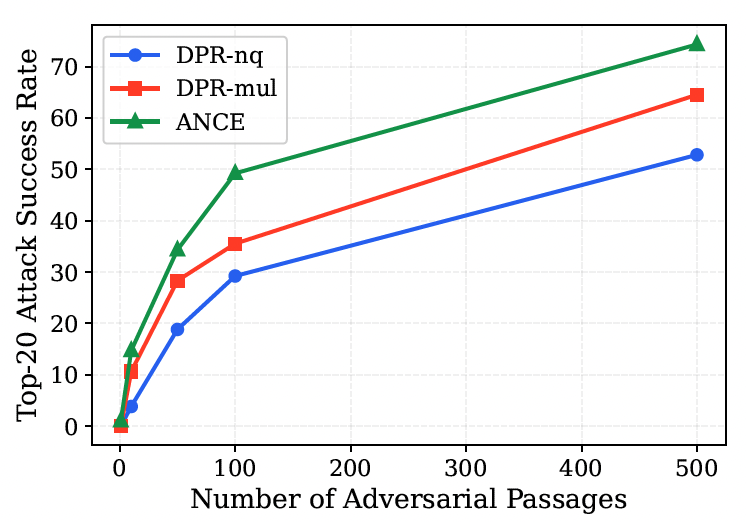 DPR-nq
DPR-mul
ANCE
Top-20 Attack Success Rate
70
60
50
40
30
20
10
0
0 100 200 300 400 500
Number of Adversarial Passages